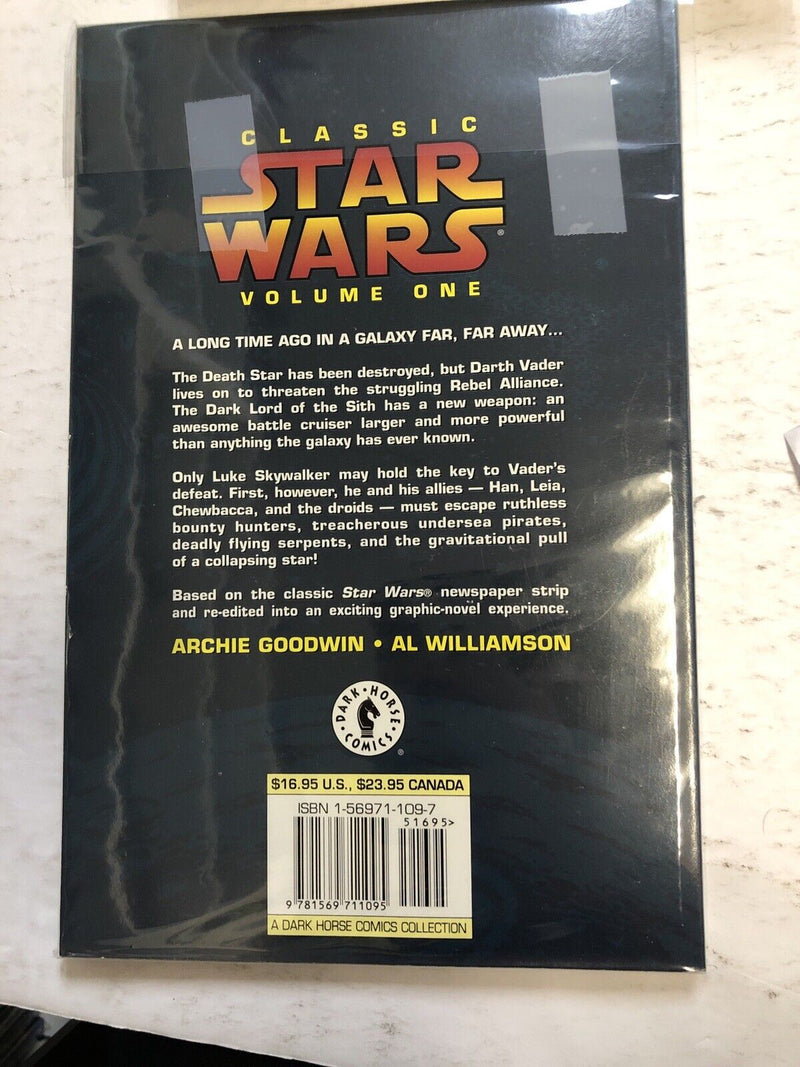 CLASSIC
STAR
WARS®
VOLUME ONE
A LONG TIME AGO IN A GALAXY FAR, FAR AWAY...
The Death Star has been destroyed, but Darth Vader
lives on to threaten the struggling Rebel Alliance.
The Dark Lord of the Sith has a new weapon: an
awesome battle cruiser larger and more powerful
than anything the galaxy has ever known.
Only Luke Skywalker may hold the key to Vader's
defeat. First, however, he and his allies — Han, Leia,
Chewbacca, and the droids — must escape ruthless
bounty hunters, treacherous undersea pirates,
deadly flying serpents, and the gravitational pull
of a collapsing star!
Based on the classic Star Wars® newspaper strip
and re-edited into an exciting graphic-novel experience.
ARCHIE GOODWIN • AL WILLIAMSON
DARK • HORSE • COMICS •®
$16.95 U.S., $23.95 CANADA
ISBN 1-56971-109-7
51695>
9 781569 711095
A DARK HORSE COMICS COLLECTION